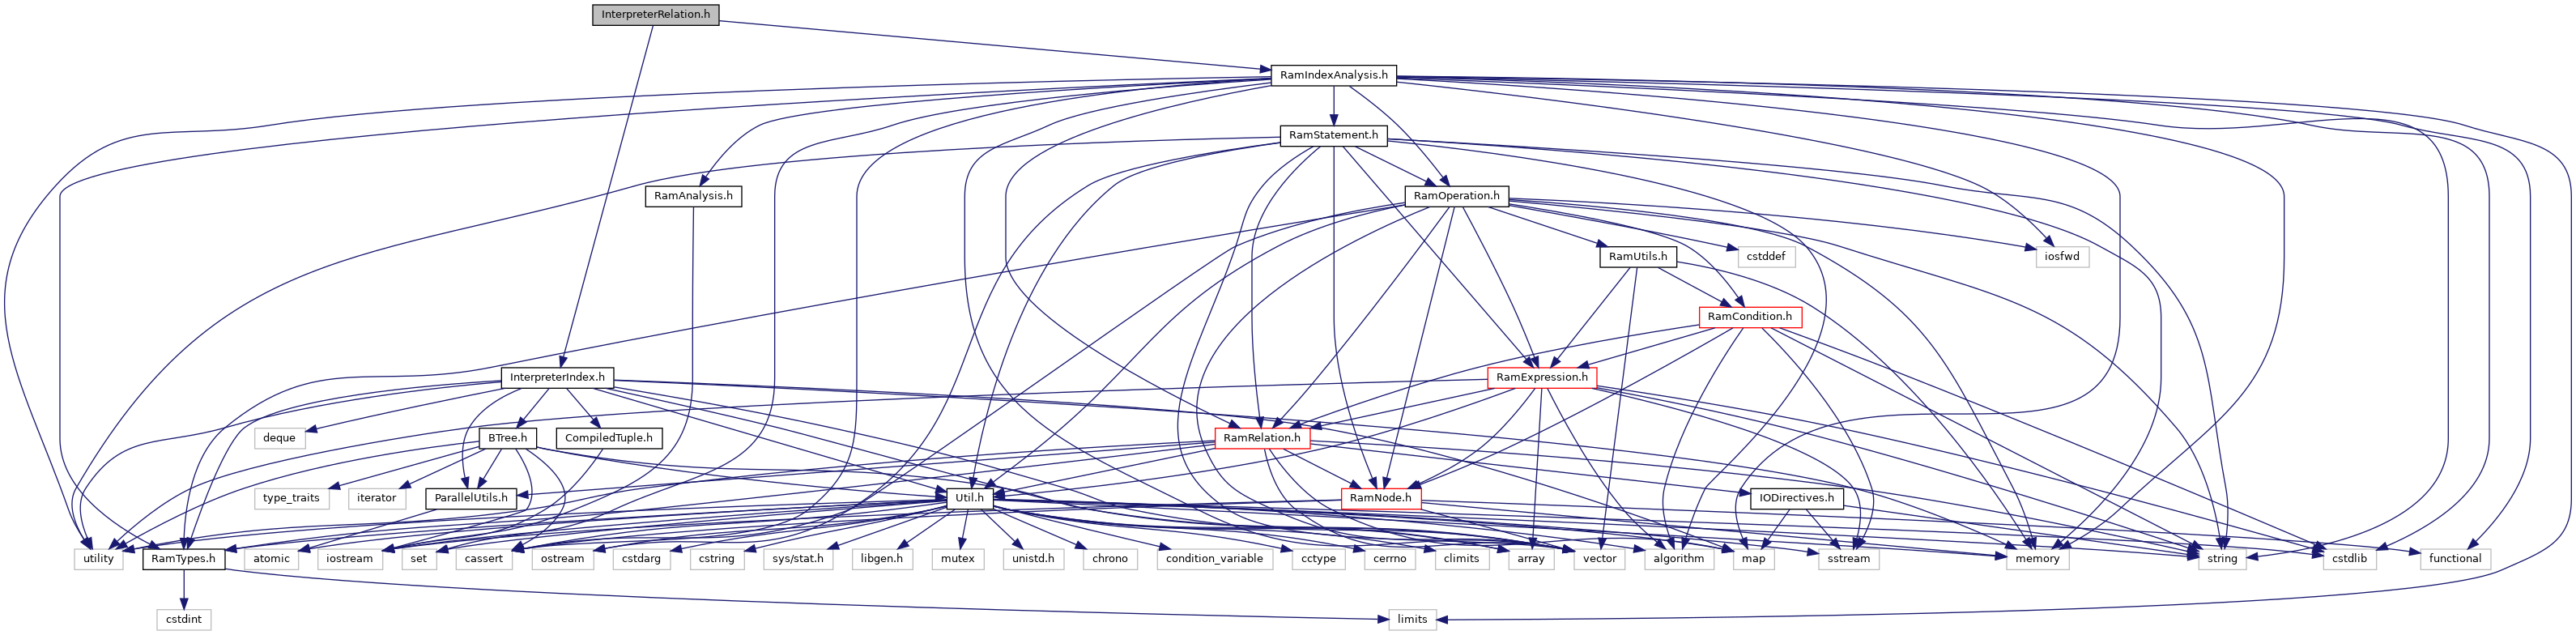 InterpreterRelation.h
RamIndexAnalysis.h
RamStatement.h
RamAnalysis.h
RamOperation.h
RamUtils.h
cstddef
iosfwd
RamCondition.h
InterpreterIndex.h
RamExpression.h
deque
BTree.h
CompiledTuple.h
RamRelation.h
type_traits
iterator
ParallelUtils.h
Util.h
RamNode.h
IODirectives.h
utility
RamTypes.h
atomic
iostream
set
cassert
ostream
cstdarg
cstring
sys/stat.h
libgen.h
mutex
unistd.h
chrono
condition_variable
cctype
cerrno
climits
array
vector
algorithm
map
sstream
memory
string
cstdlib
functional
cstdint
limits